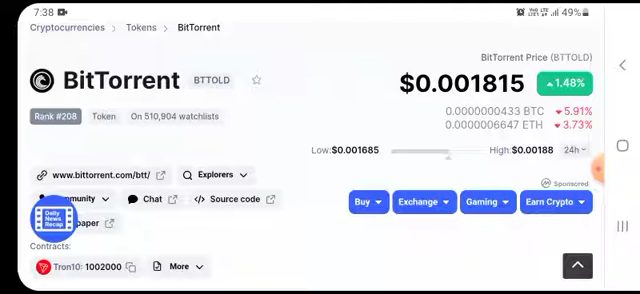 7:38
49%
Cryptocurrencies > Tokens > BitTorrent
BitTorrent Price (BTTOLD)
BitTorrent BTTOLD
$0.001815 1.48%
Rank #208 Token On 510,904 watchlists
0.0000000433 BTC 5.91%
0.0000006647 ETH 3.73%
Low:$0.001685 High:$0.00188 24h
www.bittorrent.com/btt/ Explorers
Sponsored
Chat Source code
Buy Exchange Gaming Earn Crypto
Daily
News
Recap
Contracts:
Tron10: 1002000 More